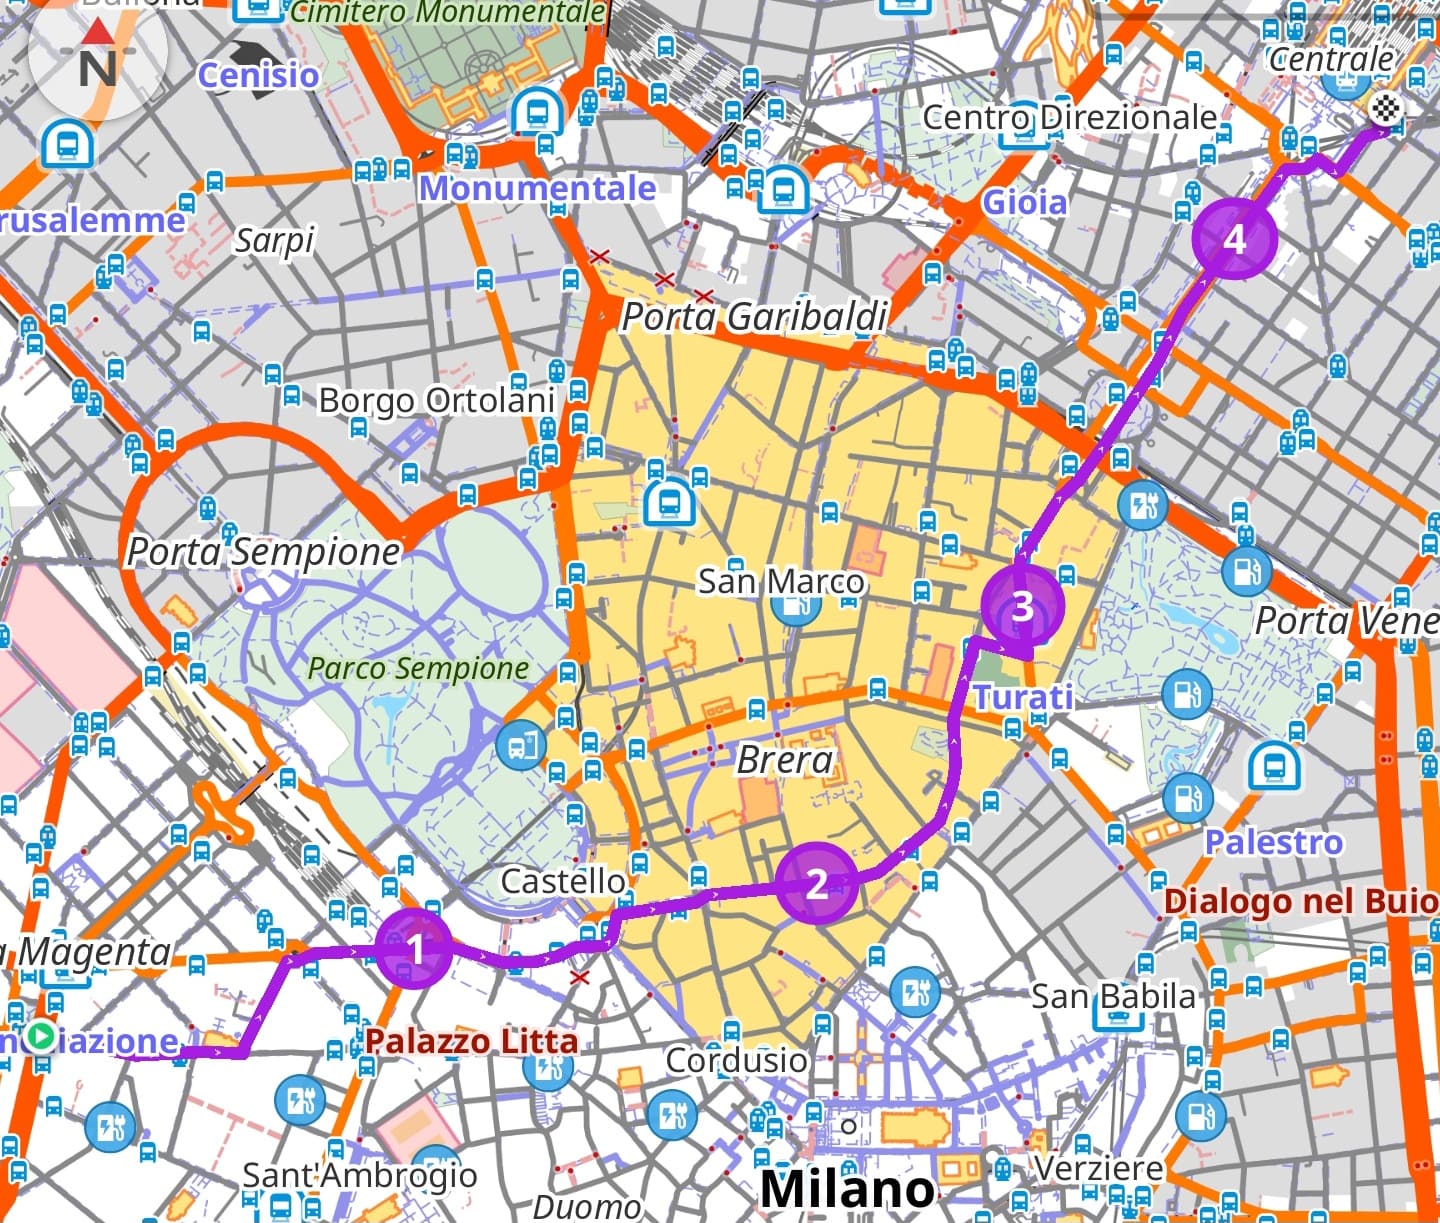 Cimitero Monumentale
N
Cenisio
Centrale
Centro Direzionale
Monumentale
rusalemme
Gioia
Sarpi
4
Porta Garibaldi
Borgo Ortolani
Porta Sempione
San Marco
3
Porta Vene
Parco Sempione
Turati
Brera
Palestro
Castello
2
Dialogo nel Buio
a Magenta
1
San Babila
Palazzo Litta
Cordusio
Sant'Ambrogio
Verziere
Milano
Duomo